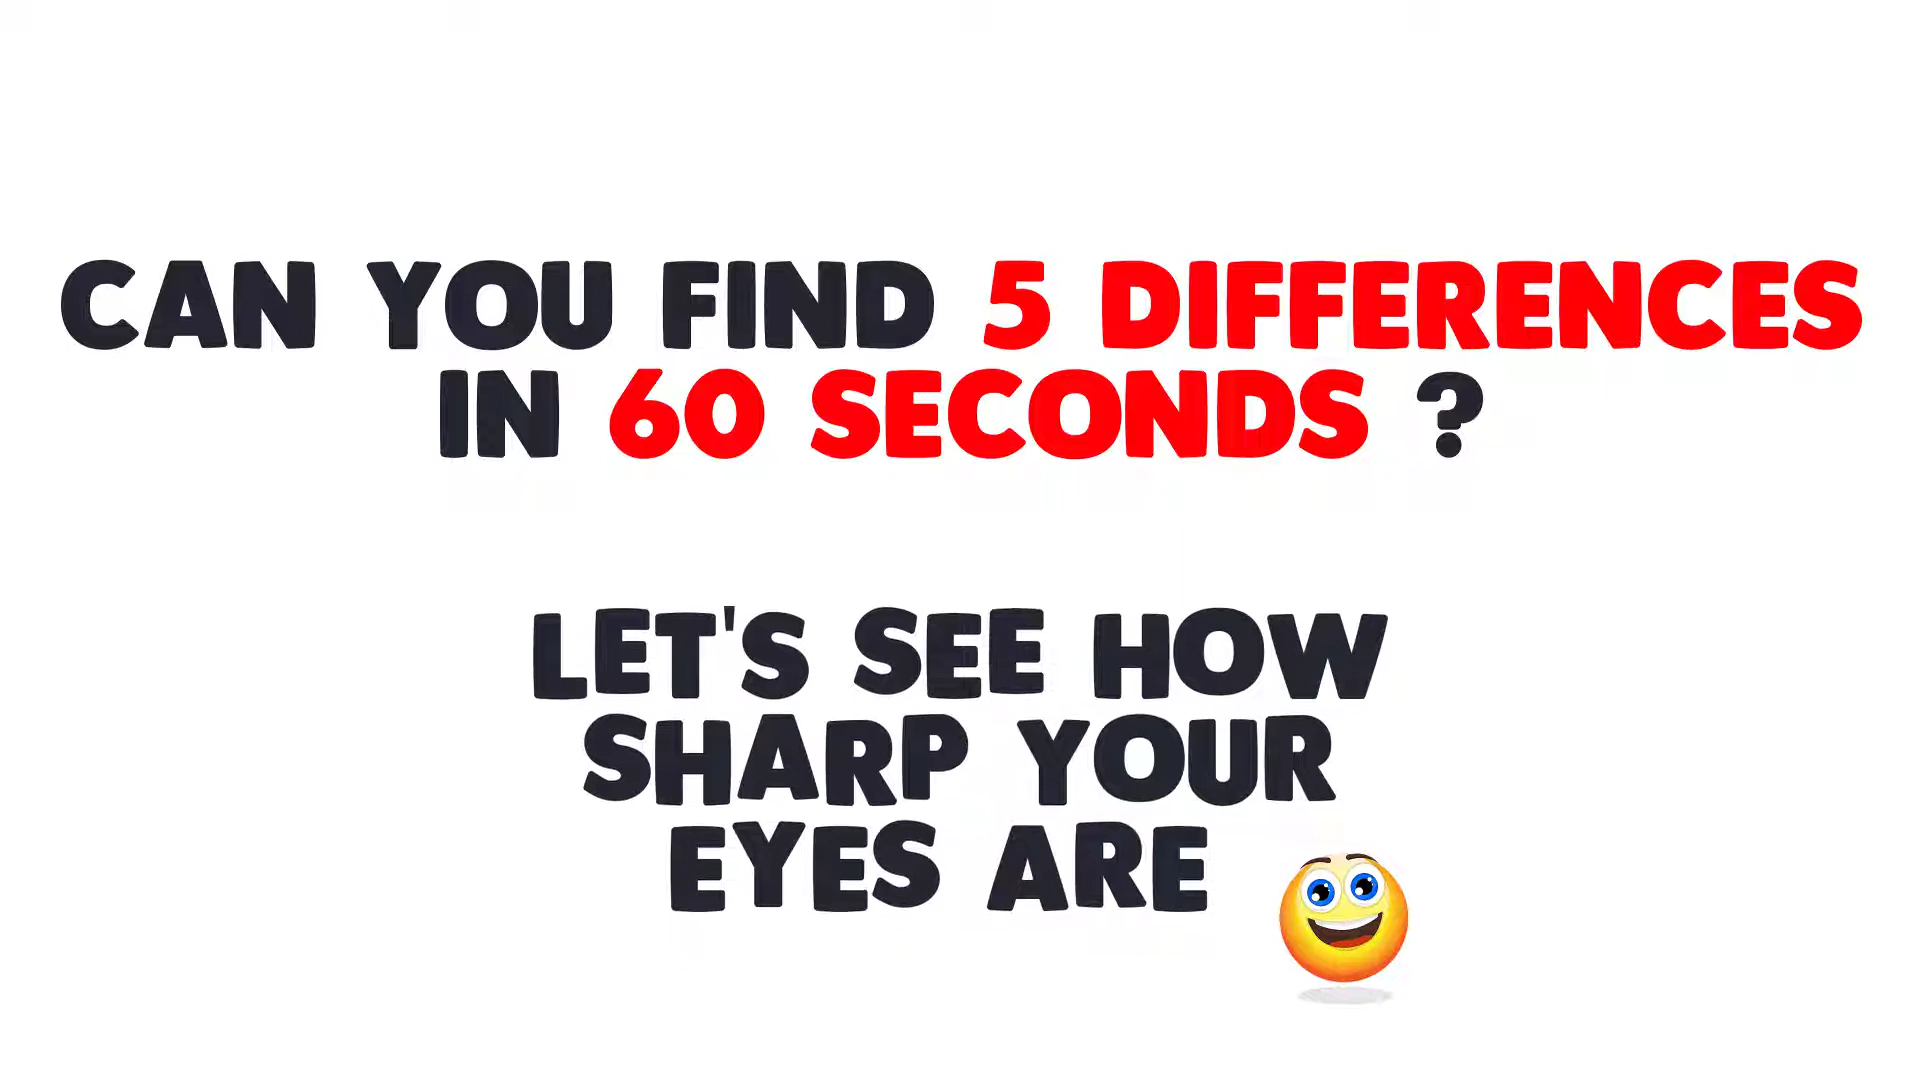 CAN YOU FIND 5 DIFFERENCES
IN 60 SECONDS ?
LET'S SEE HOW
SHARP YOUR
EYES ARE